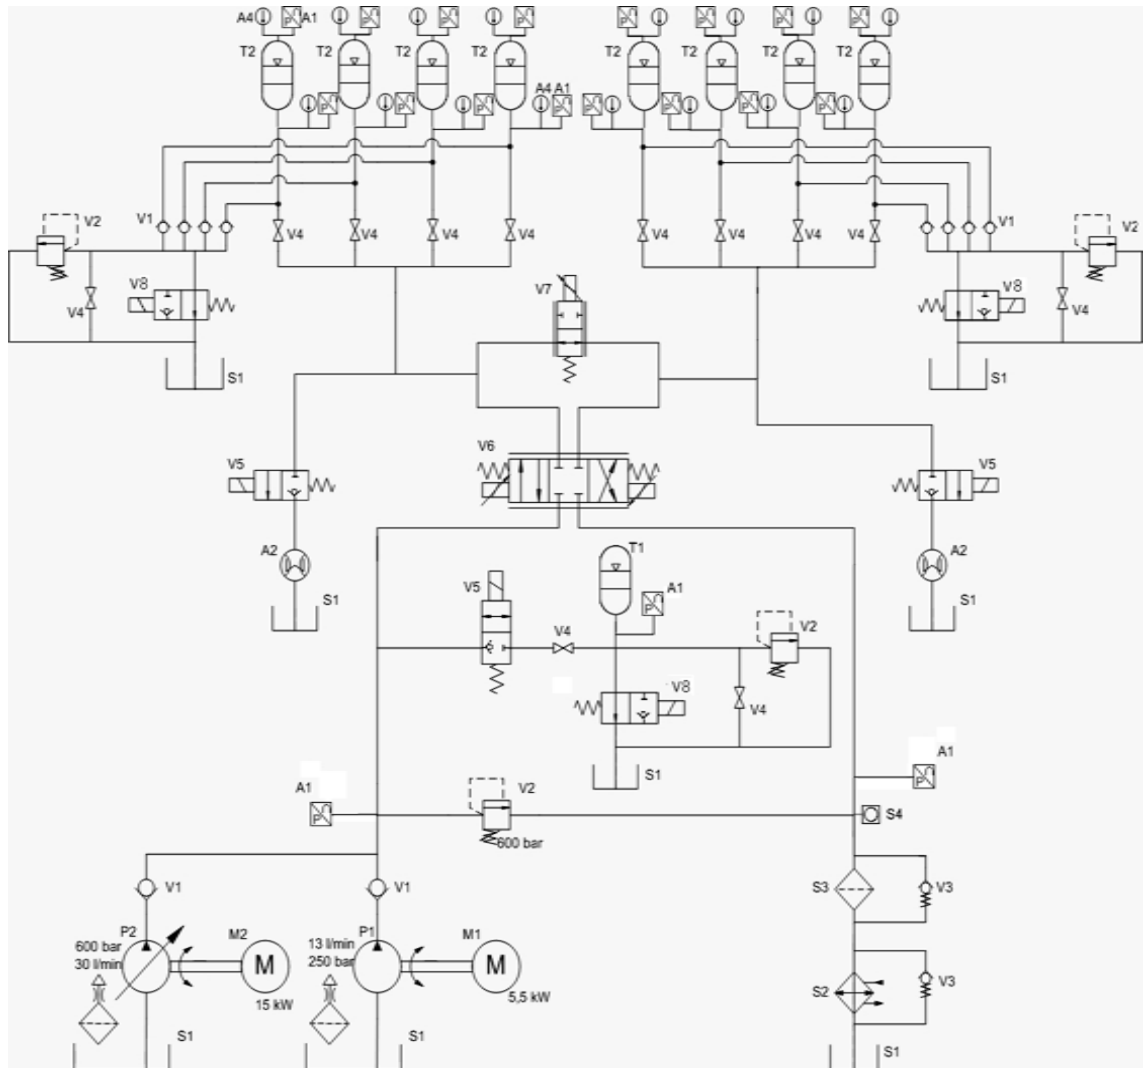 A4 A1
T2 T2 T2 T2 T2 T2 T2 T2
A4 A1
P P P P P P P P
V2 V1 V4 V4 V4 V4 V4 V4 V4 V4 V1 V2
V8 V7 V8
V4 V4
S1 S1
V6
V5 V5
A2 T1 A2
V5 A1
S1 P S1
V4 V2
V8
V4
S1 A1
P
A1 V2
P S4
600 bar
V1 V1 S3 V3
P2 M2 P1 M1
600 bar 13 l/min
30 l/min M 250 bar M S2 V3
15 kW 5,5 kW
S1 S1 S1